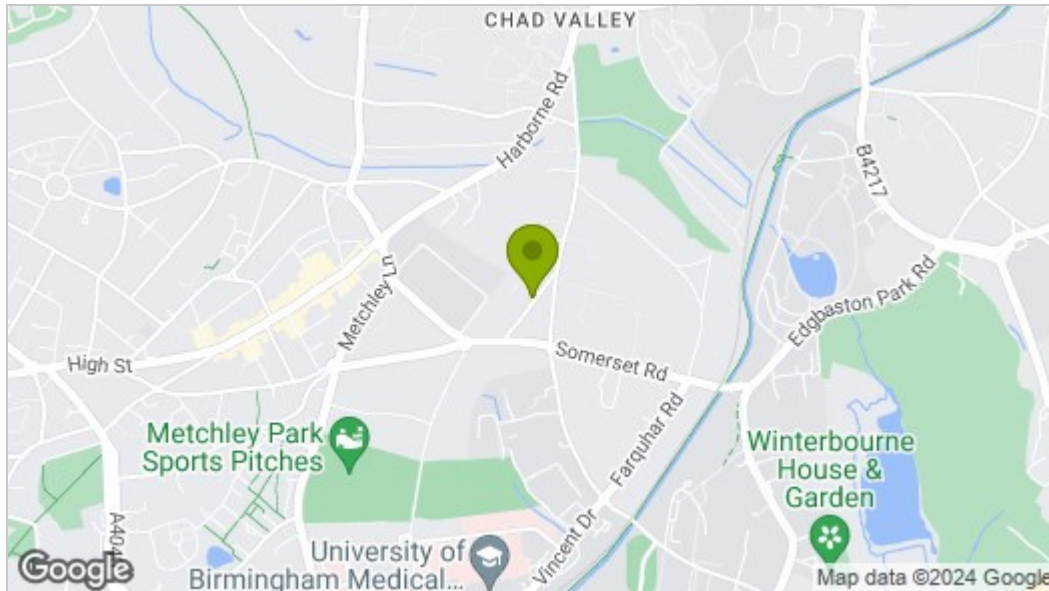 CHAD VALLEY
Harborne Rd
B4217
Metchley Ln
Edgbaston Park Rd
High St
Somerset Rd
Farquhar Rd
Metchley Park
Sports Pitches
Winterbourne
House &
Garden
A404
Vincent Dr
University of
Birmingham Medical...
Google
Map data ©2024 Google